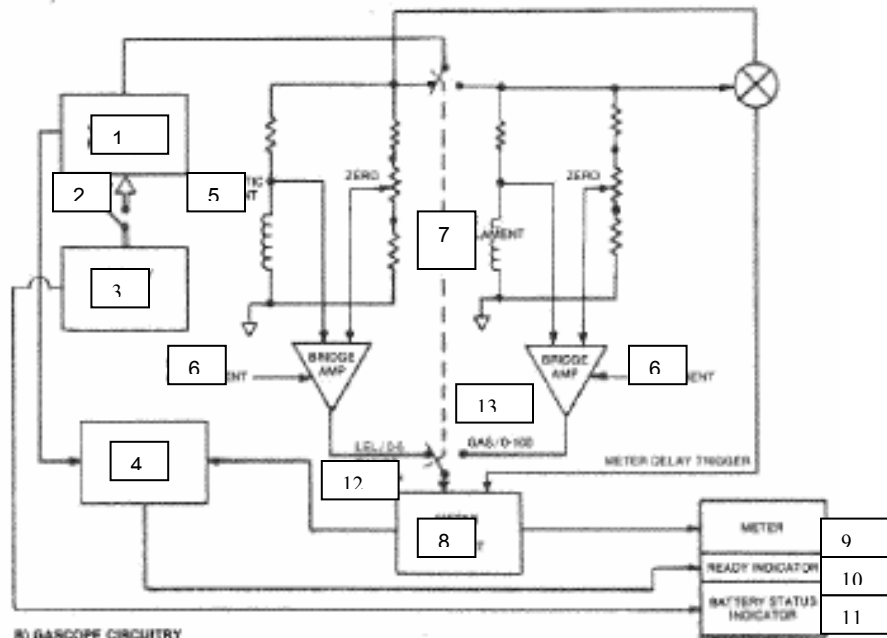 1
2
5
TIC
NT
ZERO
ZERO
7
LAMENT
3
6
ENT
BRIDGE
AMP
BRIDGE
AMP
6
ENT
13
4
LEL / 0-5
GAS / 0-100
METER DELAY TRIGGER
12
8
METER
9
READY INDICATOR
10
BATTERY STATUS
INDICATOR
11
B) GASCOPE CIRCUITRY